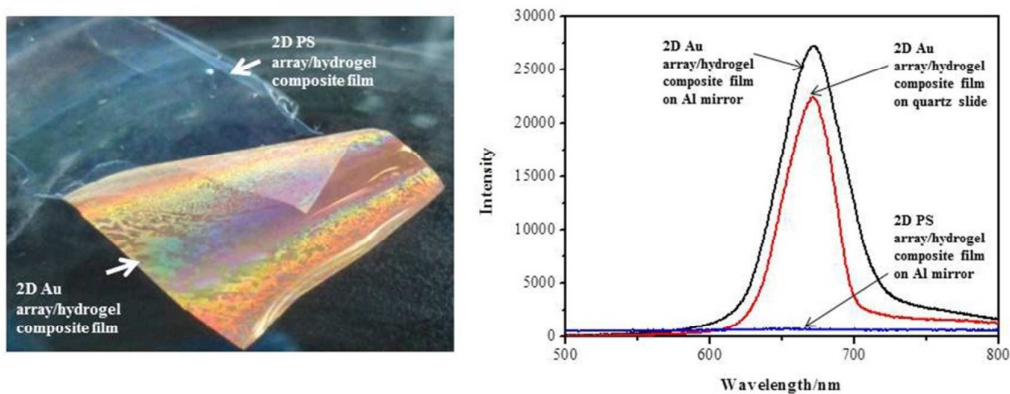 2D PS
array/hydrogel
composite film
2D Au
array/hydrogel
composite film
30000
25000
20000
15000
10000
5000
0
Intensity
2D Au
array/hydrogel
composite film
on Al mirror
2D Au
array/hydrogel
composite film
on quartz slide
2D PS
array/hydrogel
composite film
on Al mirror
500
600
700
800
Wavelength/nm